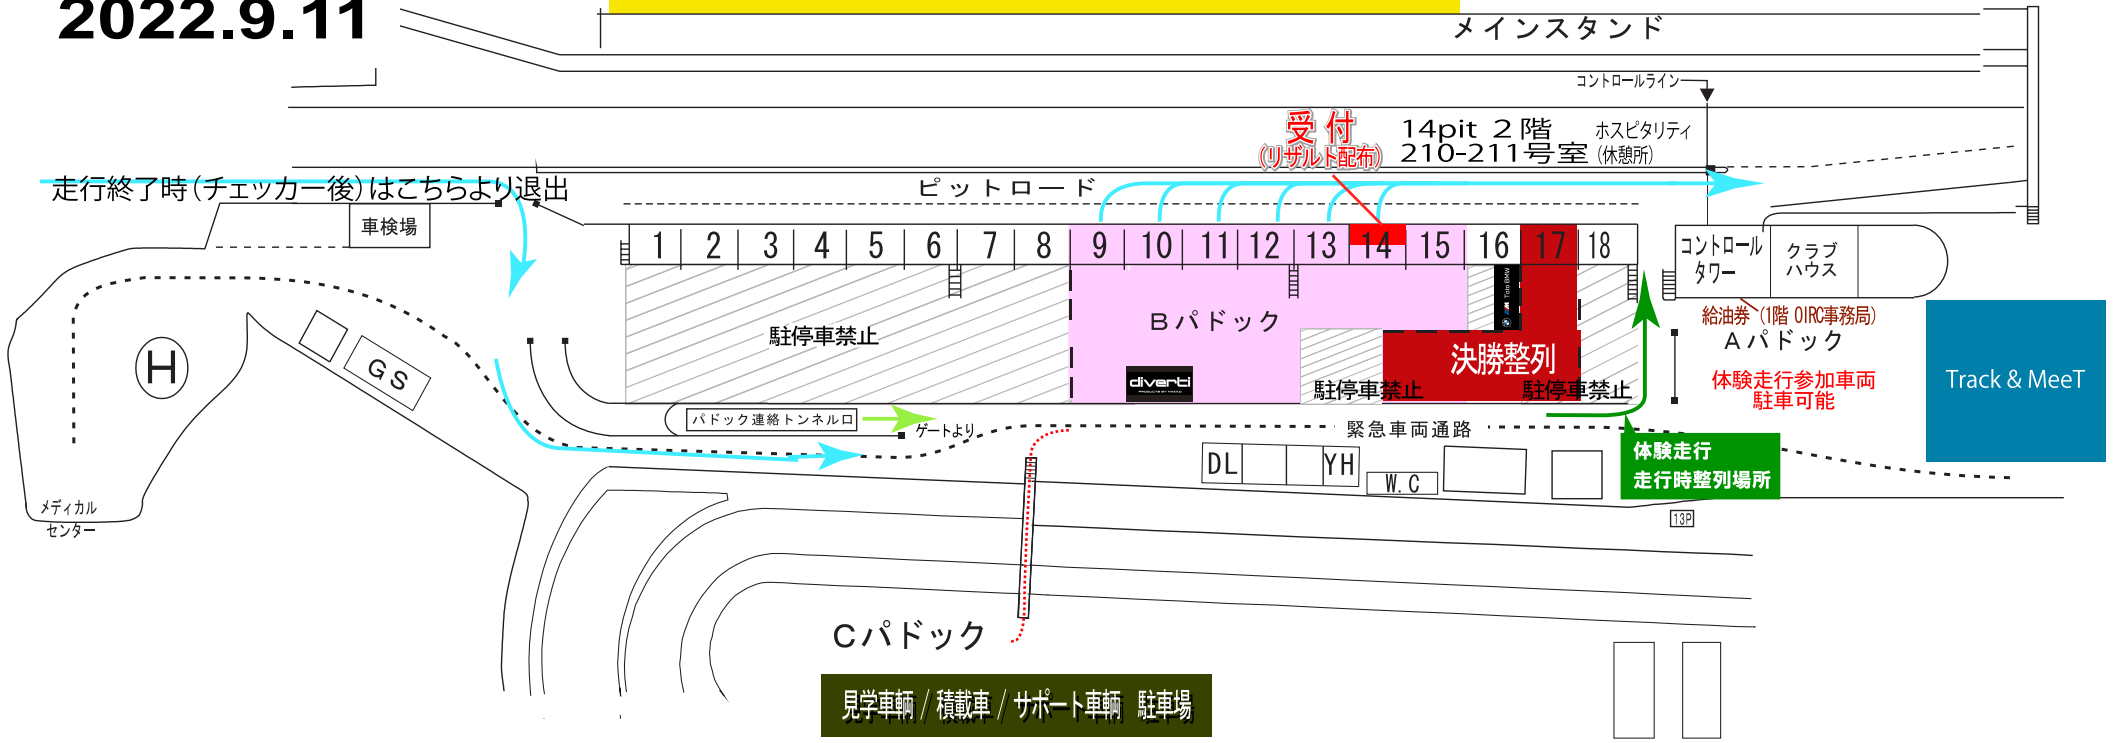 2022.9.11
メインスタンド
コントロールライン
受付
(リザルト配布)
14pit 2階
210-211号室
ホスピタリティ
(休憩所)
走行終了時(チェッカー後)はこちらより退出
ピットロード
車検場
1 2 3 4 5 6 7 8 9 10 11 12 13 14 15 16 17 18
コントロール
タワー
クラブ
ハウス
Toto BMW
給油券 (1階 OIRC事務局)
Aパドック
体験走行参加車両
駐車可能
Track & MeeT
駐停車禁止
Bパドック
決勝整列
diverti
駐停車禁止
駐停車禁止
H
GS
パドック連絡トンネル口
ゲートより
緊急車両通路
体験走行
走行時整列場所
DL
YH
W.C
13P
メディカル
センター
Cパドック
見学車輌 / 積載車 / サポート車輌 駐車場